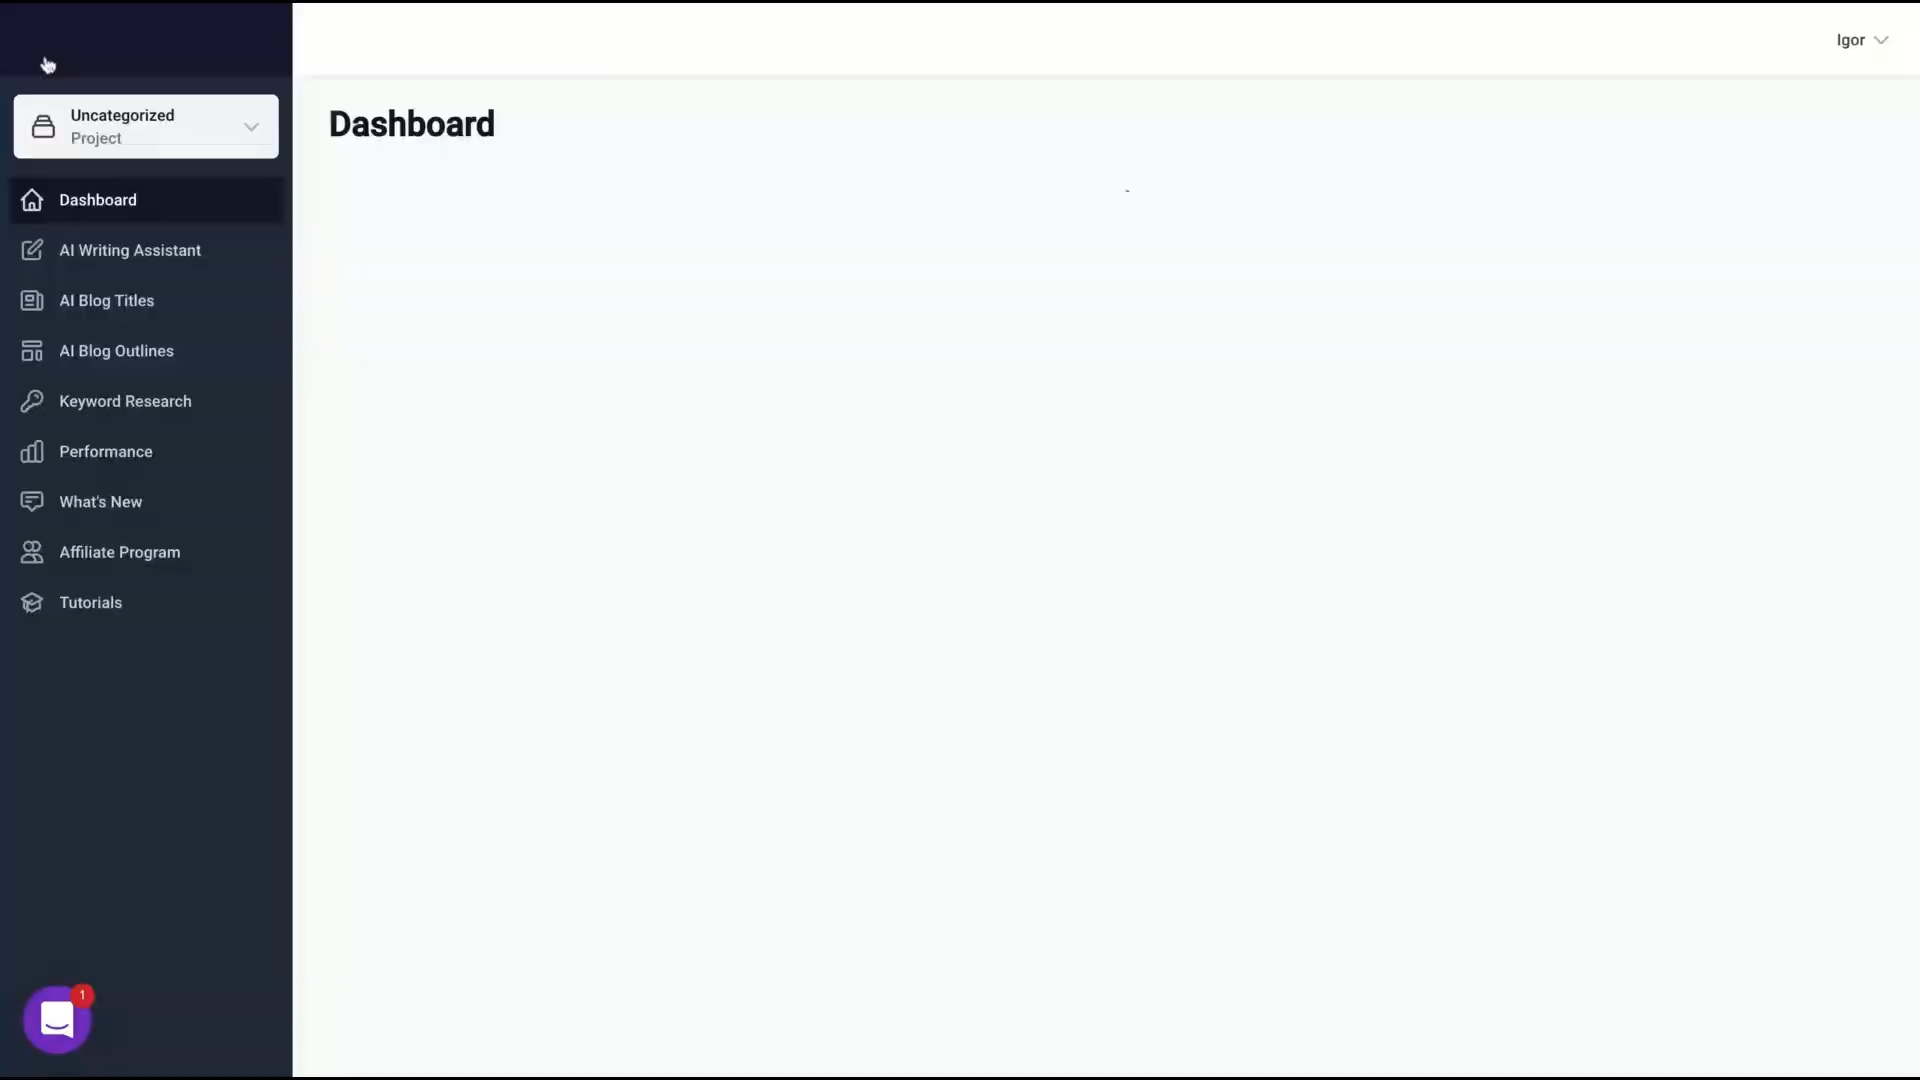 Igor
Uncategorized
Project
Dashboard
Dashboard
AI Writing Assistant
AI Blog Titles
AI Blog Outlines
Keyword Research
Performance
What's New
Affiliate Program
Tutorials
1